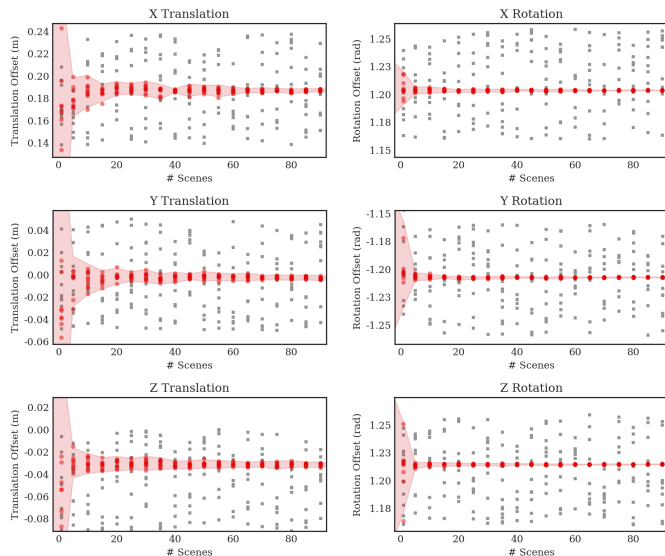 X Translation
Translation Offset (m)
0.24
0.22
0.20
0.18
0.16
0.14
0 20 40 60 80
# Scenes
X Rotation
Rotation Offset (rad)
1.25
1.23
1.20
1.18
1.15
0 20 40 60 80
# Scenes
Y Translation
Translation Offset (m)
0.04
0.02
0.00
-0.02
-0.04
-0.06
0 20 40 60 80
# Scenes
Y Rotation
Rotation Offset (rad)
-1.15
-1.18
-1.20
-1.23
-1.25
0 20 40 60 80
# Scenes
Z Translation
Translation Offset (m)
0.02
0.00
-0.02
-0.04
-0.06
-0.08
0 20 40 60 80
# Scenes
Z Rotation
Rotation Offset (rad)
1.25
1.23
1.20
1.18
0 20 40 60 80
# Scenes